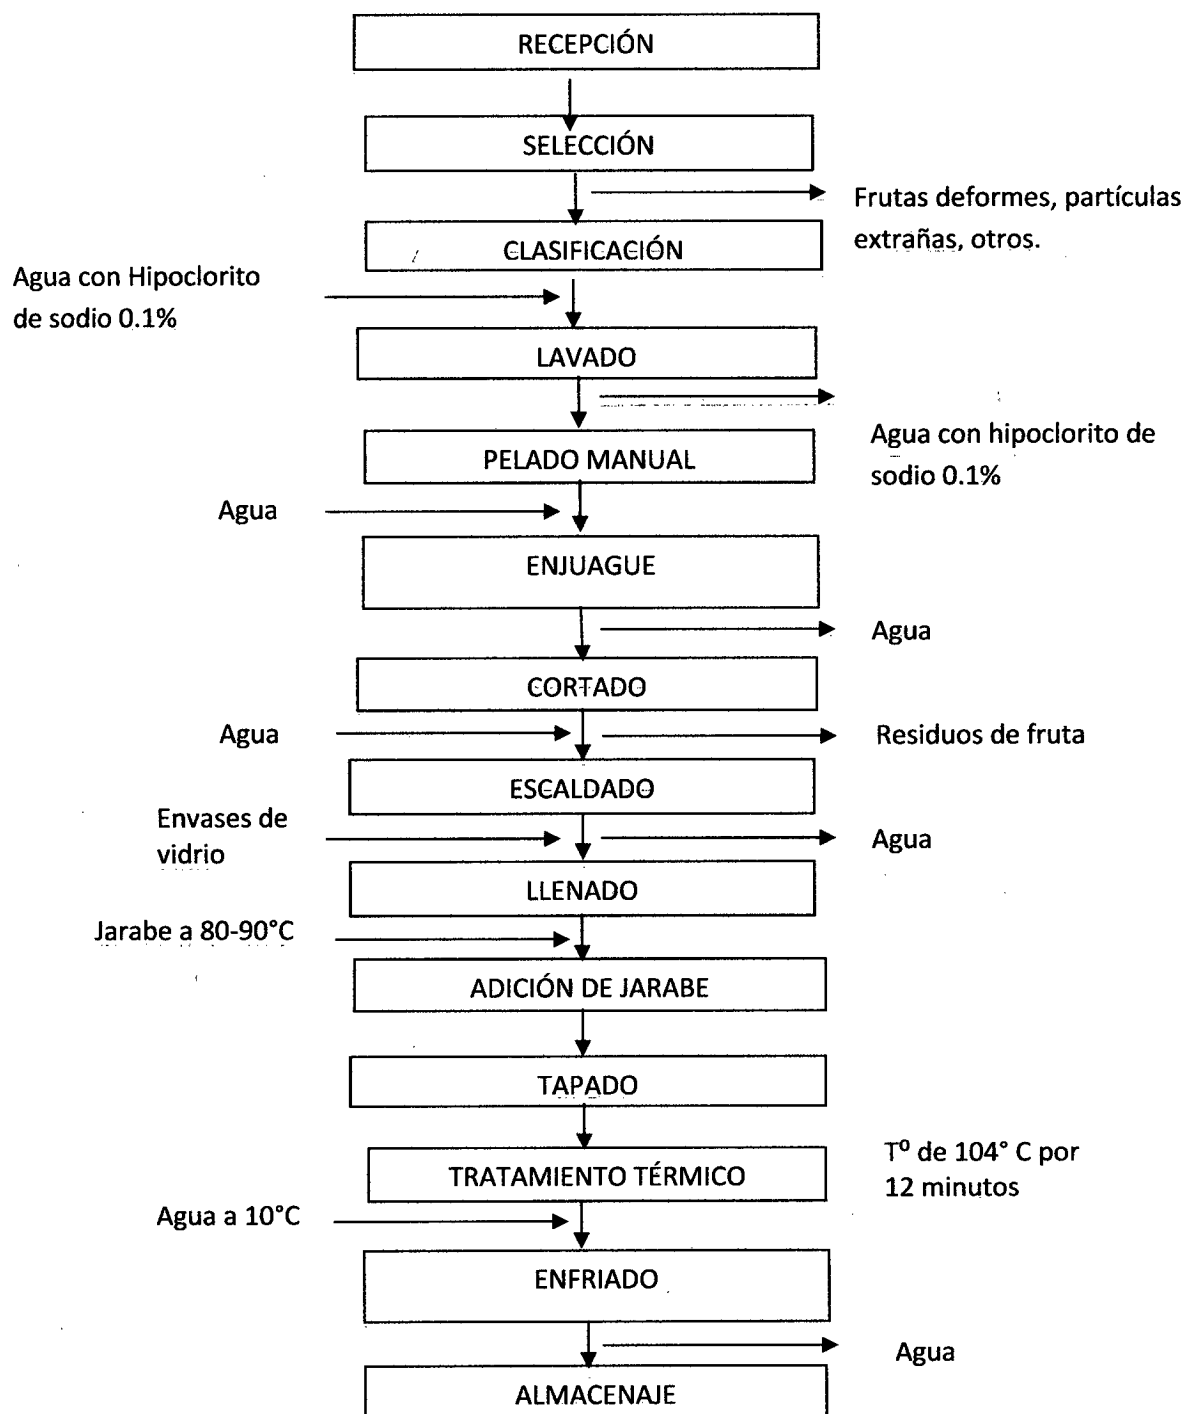 RECEPCIÓN
SELECCIÓN
Frutas deformes, partículas
extrañas, otros.
CLASIFICACIÓN
Agua con Hipoclorito
de sodio 0.1%
LAVADO
Agua con hipoclorito de
sodio 0.1%
PELADO MANUAL
Agua
ENJUAGUE
Agua
CORTADO
Agua
Residuos de fruta
ESCALDADO
Envases de
vidrio
Agua
LLENADO
Jarabe a 80-90°C
ADICIÓN DE JARABE
TAPADO
TRATAMIENTO TÉRMICO
Tº de 104° C por
12 minutos
Agua a 10°C
ENFRIADO
Agua
ALMACENAJE